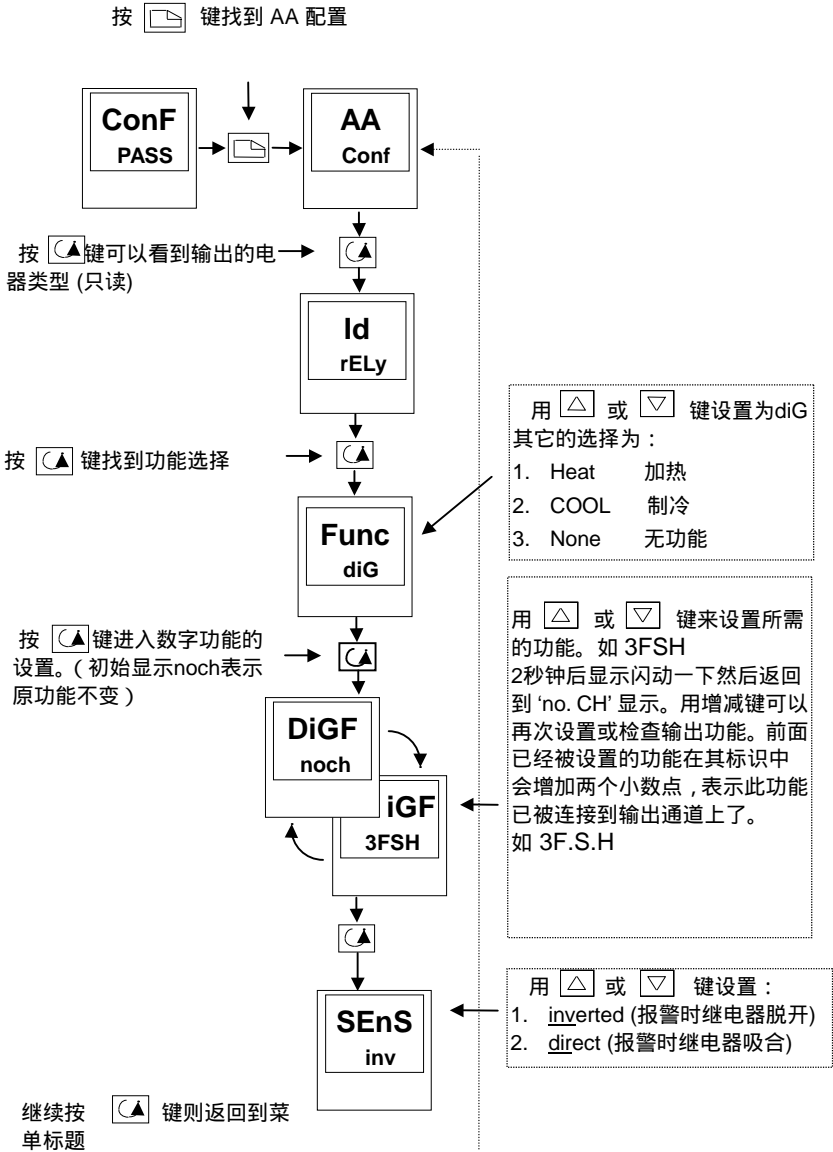 按 键找到 AA 配置
ConF
PASS
AA
Conf
按 键可以看到输出的电
器类型 (只读)
Id
rELy
按 键找到功能选择
Func
diG
用 或 键设置为diG
其它的选择为：
1. Heat 加热
2. COOL 制冷
3. None 无功能
按 键进入数字功能的
设置。（初始显示noch表示
原功能不变）
DiGF
noch
iGF
3FSH
用 或 键来设置所需
的功能。如 3FSH
2秒钟后显示闪动一下然后返回
到 ‘no. CH’ 显示。用增减键可以
再次设置或检查输出功能。前面
已经被设置的功能在其标识中
会增加两个小数点，表示此功能
已被连接到输出通道上了。
如 3F.S.H
SEnS
inv
用 或 键设置：
1. inverted (报警时继电器脱开)
2. direct (报警时继电器吸合)
继续按 键则返回到菜
单标题